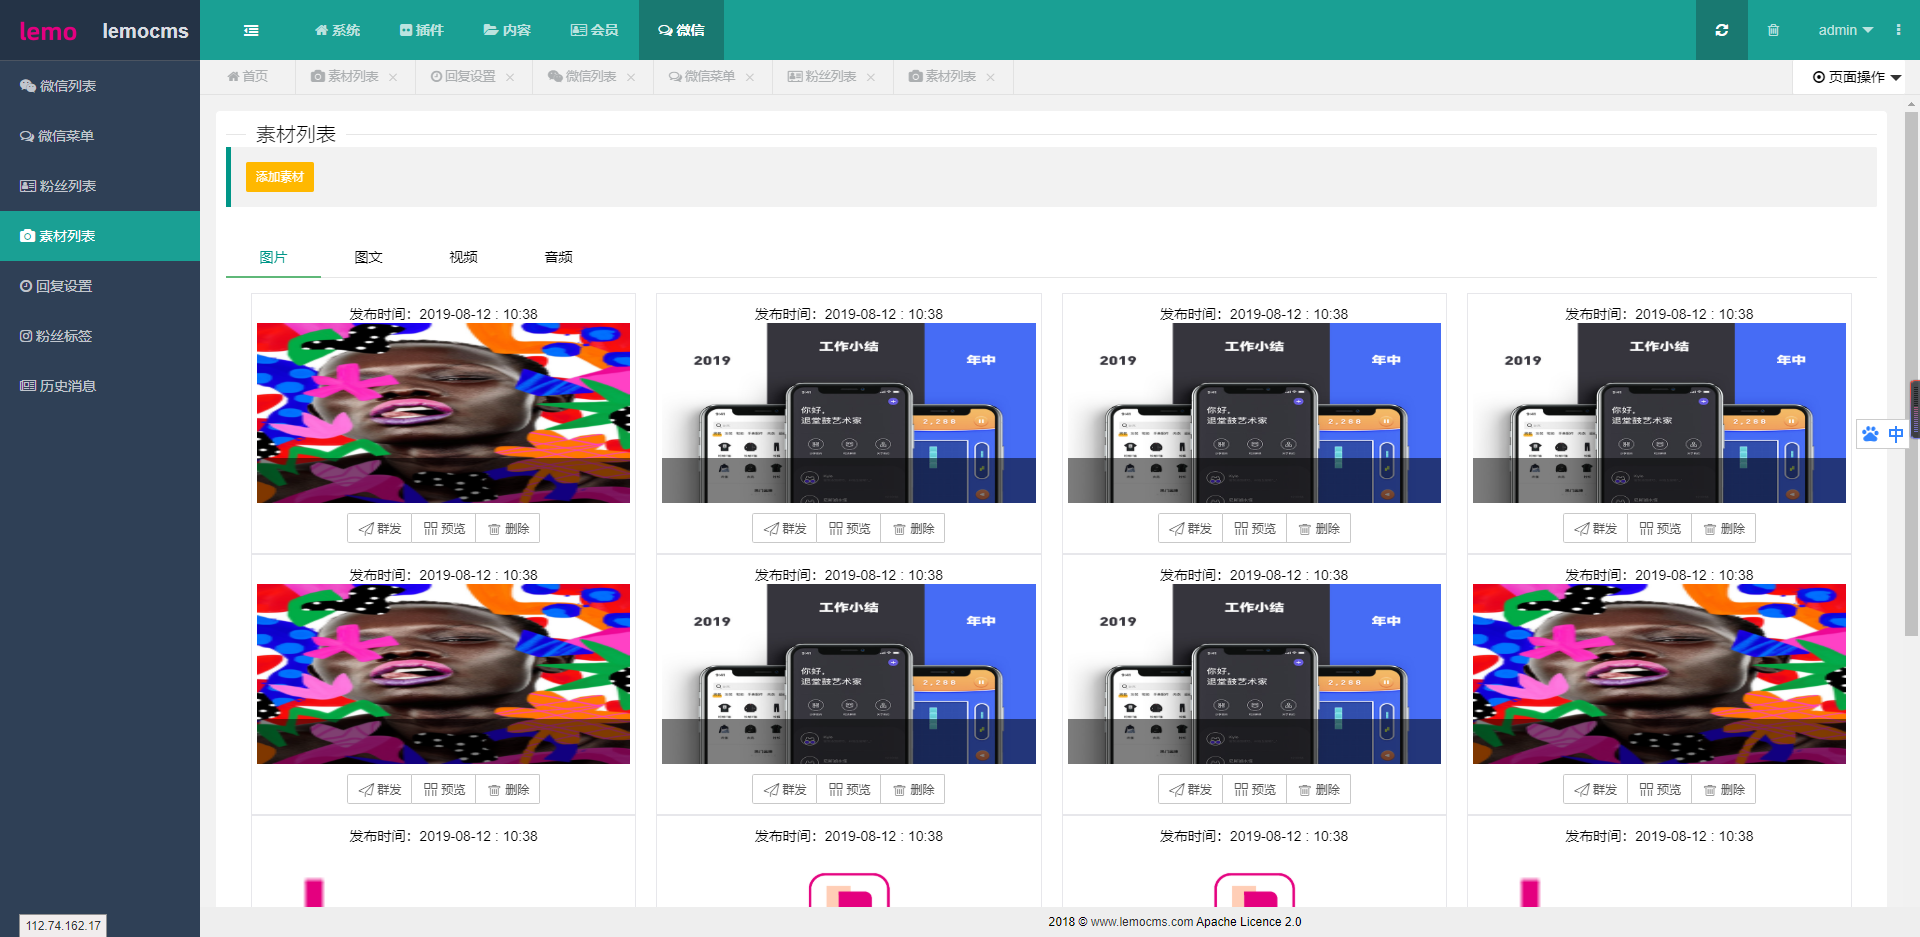 lemo lemocms 系统 插件 内容 会员 微信 admin
首页 素材列表 回复设置 微信列表 微信菜单 粉丝列表 素材列表 页面操作
微信列表
微信菜单
粉丝列表
素材列表
回复设置
粉丝标签
历史消息
素材列表
添加素材
图片 图文 视频 音频
发布时间：2019-08-12 : 10:38
发布时间：2019-08-12 : 10:38
发布时间：2019-08-12 : 10:38
发布时间：2019-08-12 : 10:38
2019 工作小结 年中
你好，
退堂鼓艺术家
2,288
2019 工作小结 年中
你好，
退堂鼓艺术家
2,288
2019 工作小结 年中
你好，
退堂鼓艺术家
2,288
群发 预览 删除
群发 预览 删除
群发 预览 删除
群发 预览 删除
中
发布时间：2019-08-12 : 10:38
发布时间：2019-08-12 : 10:38
发布时间：2019-08-12 : 10:38
发布时间：2019-08-12 : 10:38
2019 工作小结 年中
你好，
退堂鼓艺术家
2,288
2019 工作小结 年中
你好，
退堂鼓艺术家
2,288
群发 预览 删除
群发 预览 删除
群发 预览 删除
群发 预览 删除
发布时间：2019-08-12 : 10:38
发布时间：2019-08-12 : 10:38
发布时间：2019-08-12 : 10:38
发布时间：2019-08-12 : 10:38
2018 © www.lemocms.com Apache Licence 2.0
112.74.162.17